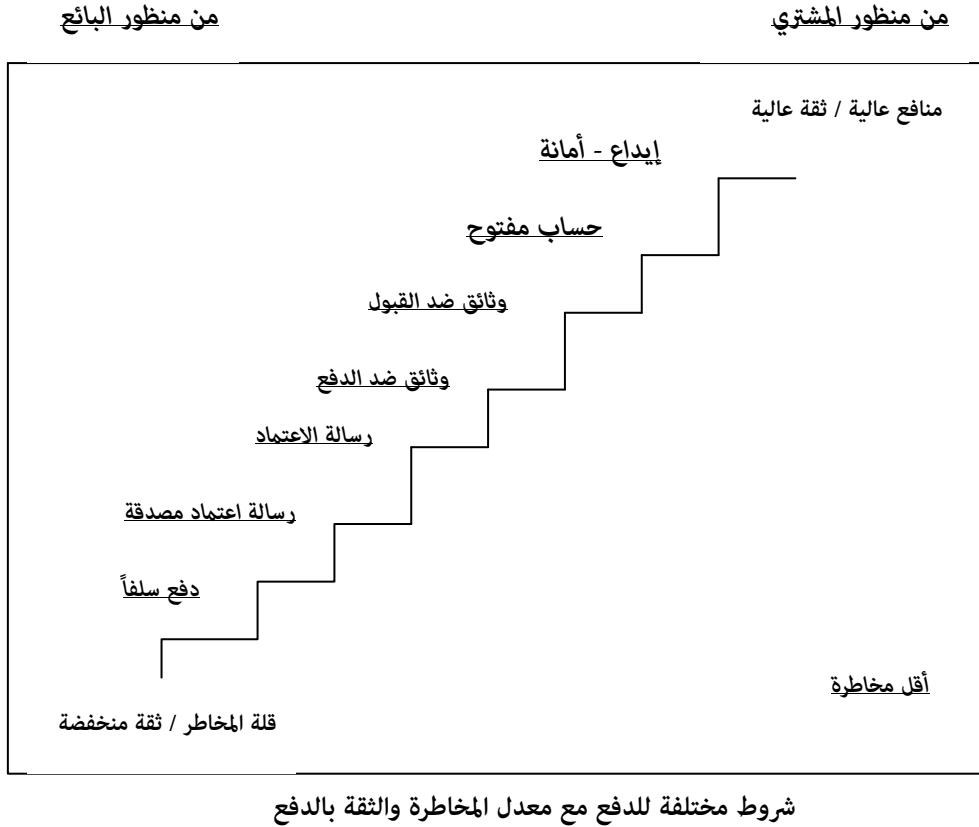 من منظور المشتري
من منظور البائع
منافع عالية / ثقة عالية
إيداع - أمانة
حساب مفتوح
وثائق ضد القبول
وثائق ضد الدفع
رسالة الاعتماد
رسالة اعتماد مصدقة
دفع سلفاً
أقل مخاطرة
قلة المخاطر / ثقة منخفضة
شروط مختلفة للدفع مع معدل المخاطرة والثقة بالدفع